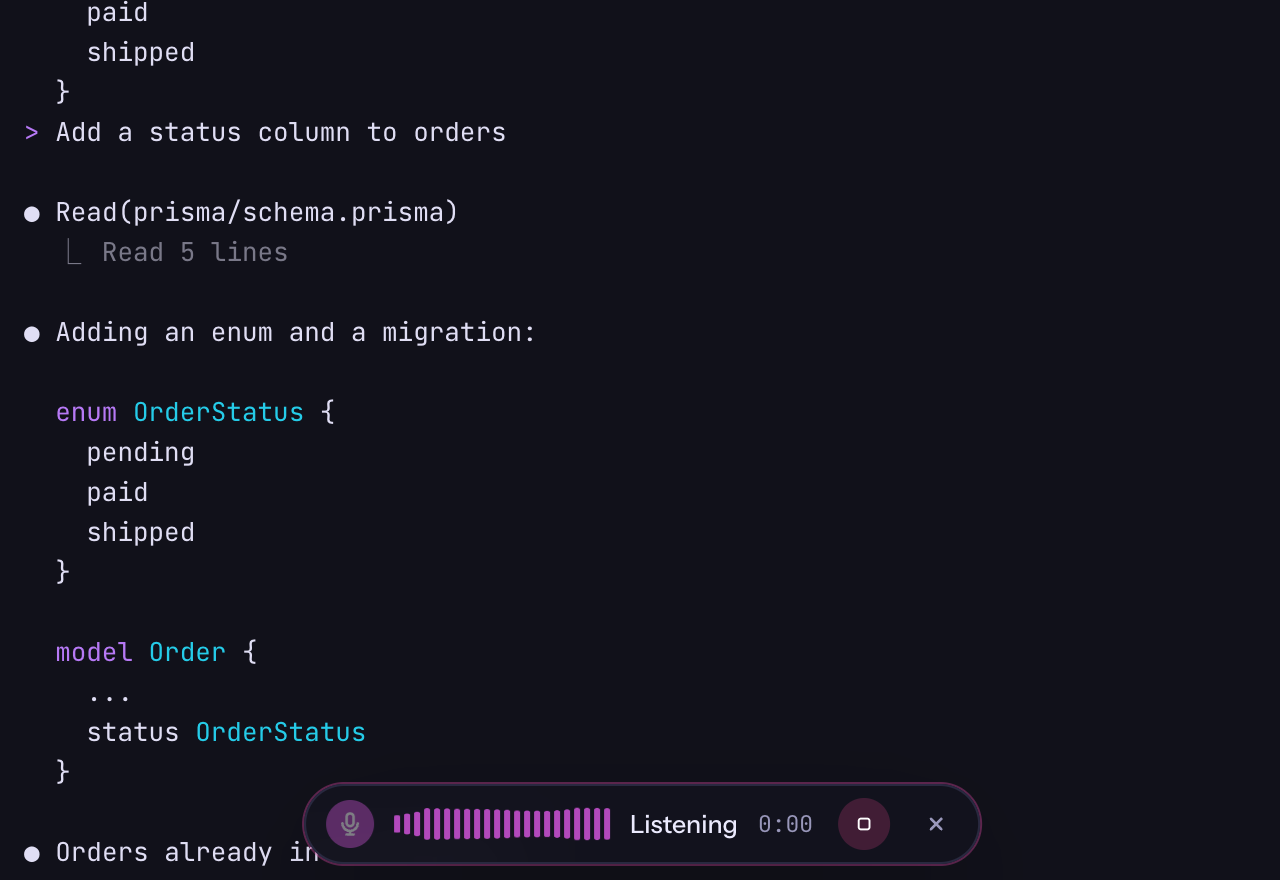 paid
shipped
}
> Add a status column to orders
● Read(prisma/schema.prisma)
⎿ Read 5 lines
● Adding an enum and a migration:
enum OrderStatus {
pending
paid
shipped
}
model Order {
...
status OrderStatus
}
Listening 0:00
● Orders already in